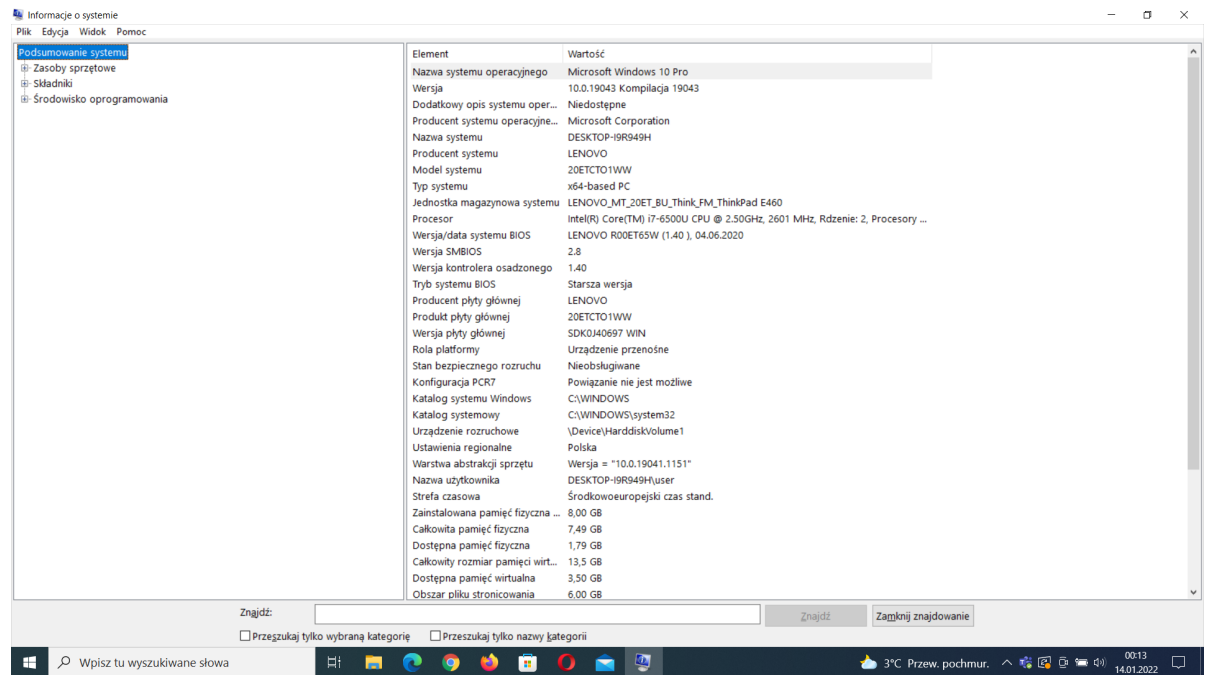 Informacje o systemie
Plik Edycja Widok Pomoc
Podsumowanie systemu
Zasoby sprzętowe
Składniki
Środowisko oprogramowania
Element Wartość
Nazwa systemu operacyjnego Microsoft Windows 10 Pro
Wersja 10.0.19043 Kompilacja 19043
Dodatkowy opis systemu oper... Niedostępne
Producent systemu operacyjne... Microsoft Corporation
Nazwa systemu DESKTOP-I9R949H
Producent systemu LENOVO
Model systemu 20ETCTO1WW
Typ systemu x64-based PC
Jednostka magazynowa systemu LENOVO_MT_20ET_BU_Think_FM_ThinkPad E460
Procesor Intel(R) Core(TM) i7-6500U CPU @ 2.50GHz, 2601 MHz, Rdzenie: 2, Procesory ...
Wersja/data systemu BIOS LENOVO R00ET65W (1.40 ), 04.06.2020
Wersja SMBIOS 2.8
Wersja kontrolera osadzonego 1.40
Tryb systemu BIOS Starsza wersja
Producent płyty głównej LENOVO
Produkt płyty głównej 20ETCTO1WW
Wersja płyty głównej SDK0J40697 WIN
Rola platformy Urządzenie przenośne
Stan bezpiecznego rozruchu Nieobsługiwane
Konfiguracja PCR7 Powiązanie nie jest możliwe
Katalog systemu Windows C:\WINDOWS
Katalog systemowy C:\WINDOWS\system32
Urządzenie rozruchowe \Device\HarddiskVolume1
Ustawienia regionalne Polska
Warstwa abstrakcji sprzętu Wersja = "10.0.19041.1151"
Nazwa użytkownika DESKTOP-I9R949H\user
Strefa czasowa Środkowoeuropejski czas stand.
Zainstalowana pamięć fizyczna ... 8,00 GB
Całkowita pamięć fizyczna 7,49 GB
Dostępna pamięć fizyczna 1,79 GB
Całkowity rozmiar pamięci wirt... 13,5 GB
Dostępna pamięć wirtualna 3,50 GB
Obszar pliku stronicowania 6,00 GB
Znajdź: Znajdź Zamknij znajdowanie
Przeszukaj tylko wybraną kategorię Przeszukaj tylko nazwy kategorii
Wpisz tu wyszukiwane słowa 3°C Przew. pochmur. 00:13
14.01.2022